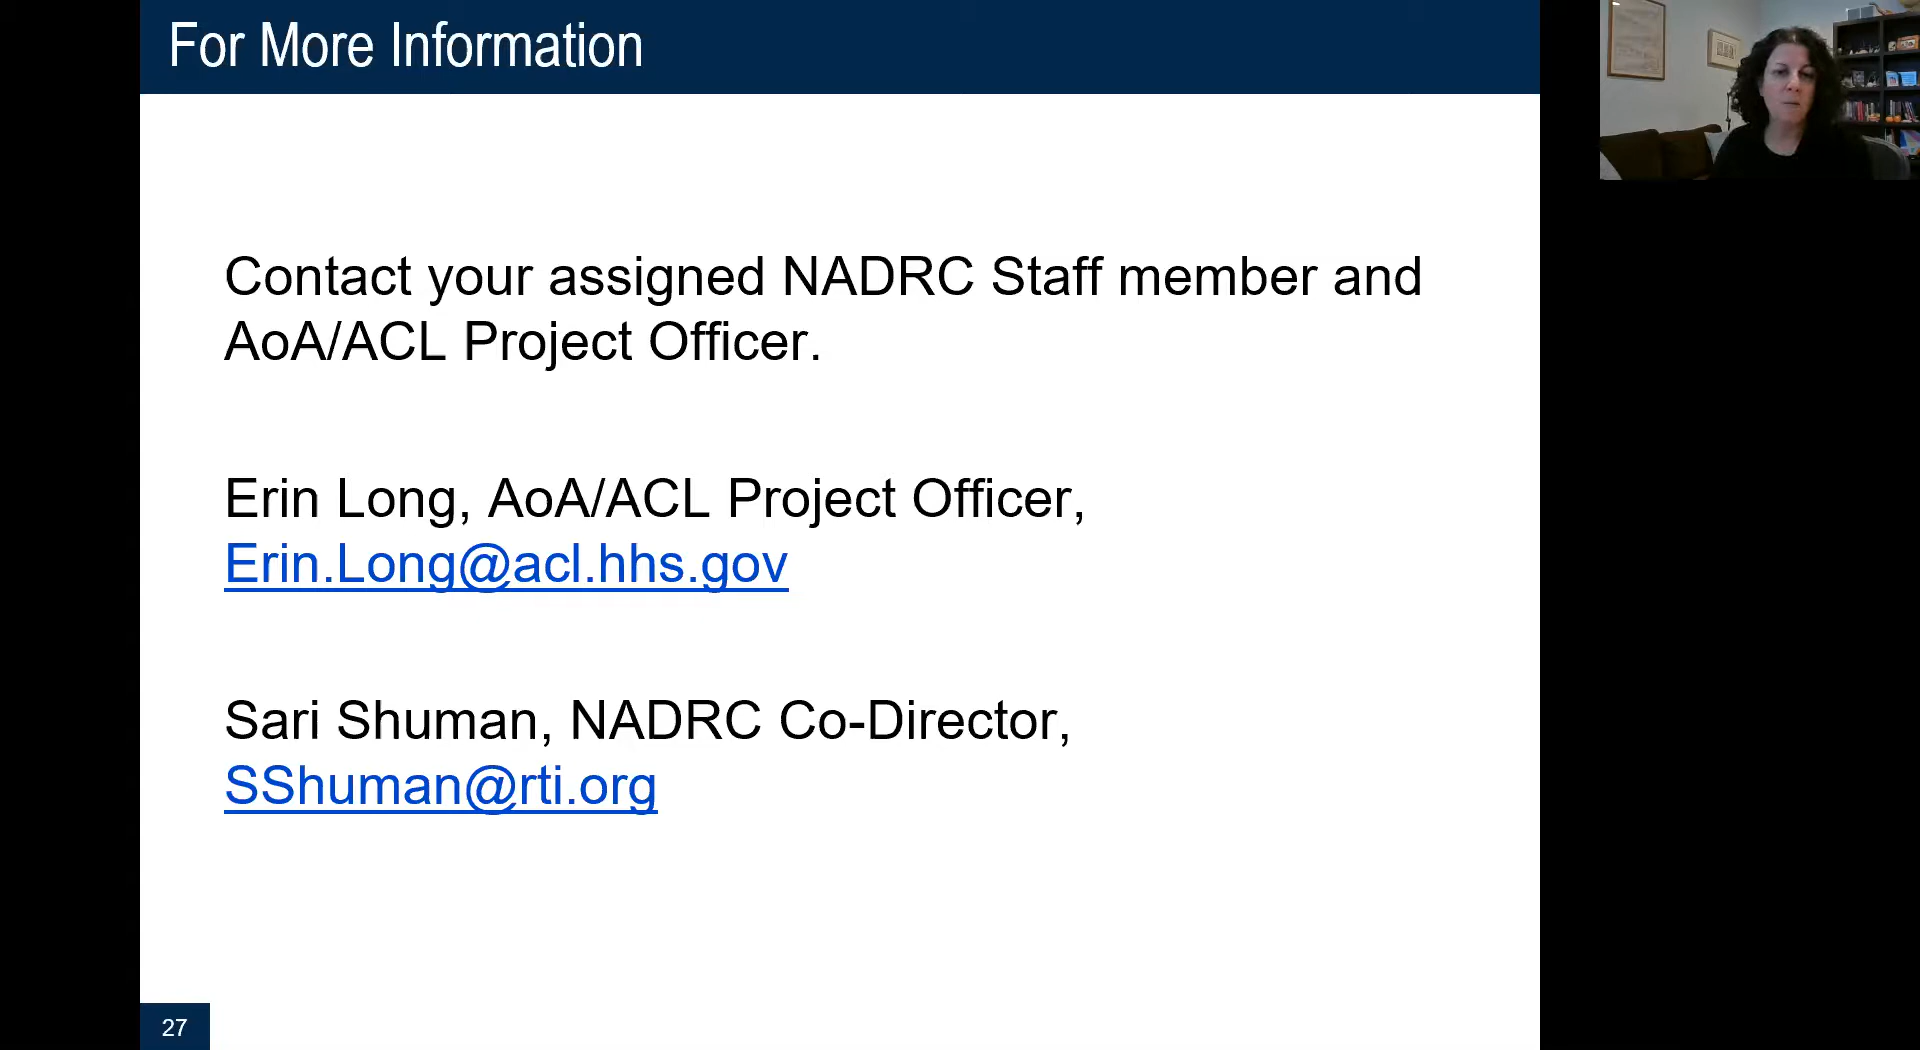 For More Information
Contact your assigned NADRC Staff member and
AoA/ACL Project Officer.
Erin Long, AoA/ACL Project Officer,
Erin.Long@acl.hhs.gov
Sari Shuman, NADRC Co-Director,
SShuman@rti.org
27